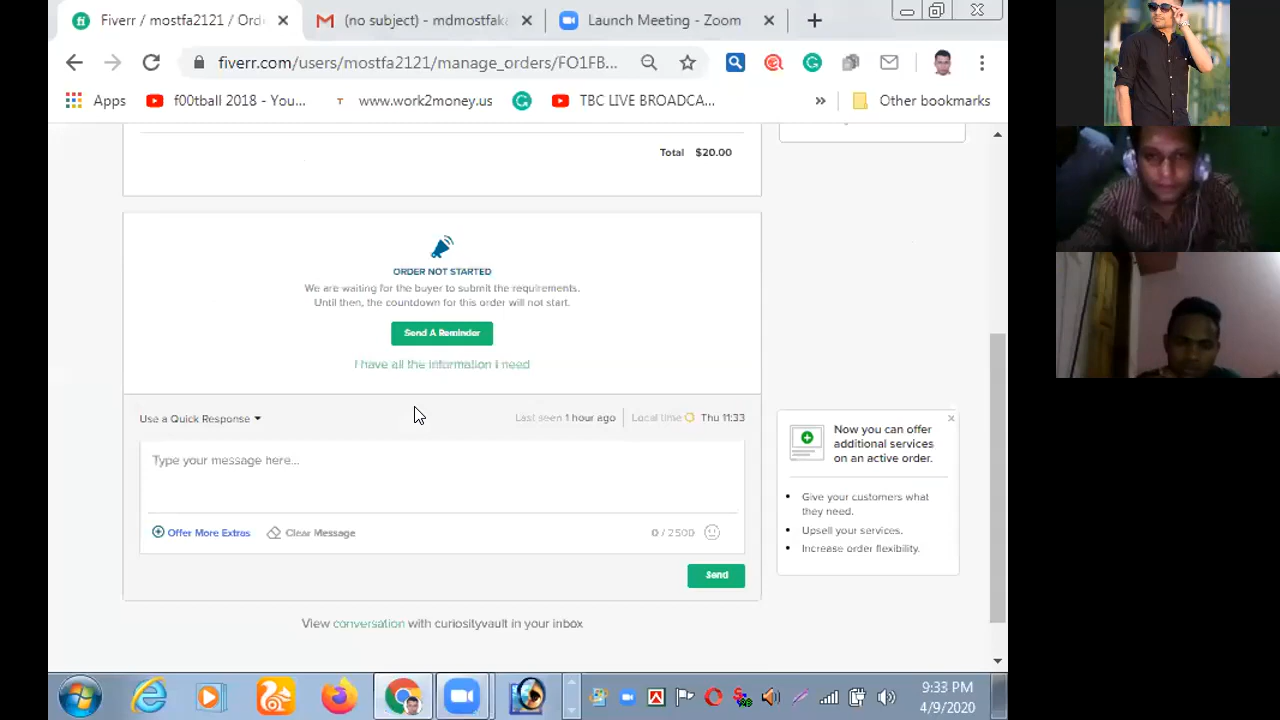 Fiverr / mostfa2121 / Ord
(no subject) - mdmostfaka
Launch Meeting - Zoom
fiverr.com/users/mostfa2121/manage_orders/FO1FB...
Apps
f00tball 2018 - You...
www.work2money.us
TBC LIVE BROADCA...
»
Other bookmarks
Total $20.00
ORDER NOT STARTED
We are waiting for the buyer to submit the requirements.
Until then, the countdown for this order will not start.
Send A Reminder
I have all the information I need
Use a Quick Response
Last seen 1 hour ago
Local time Thu 11:33
Type your message here...
Offer More Extras
Clear Message
0 / 2500
Send
Now you can offer
additional services
on an active order.
Give your customers what
they need.
Upsell your services.
Increase order flexibility.
View conversation with curiosityvault in your inbox
9:33 PM
4/9/2020